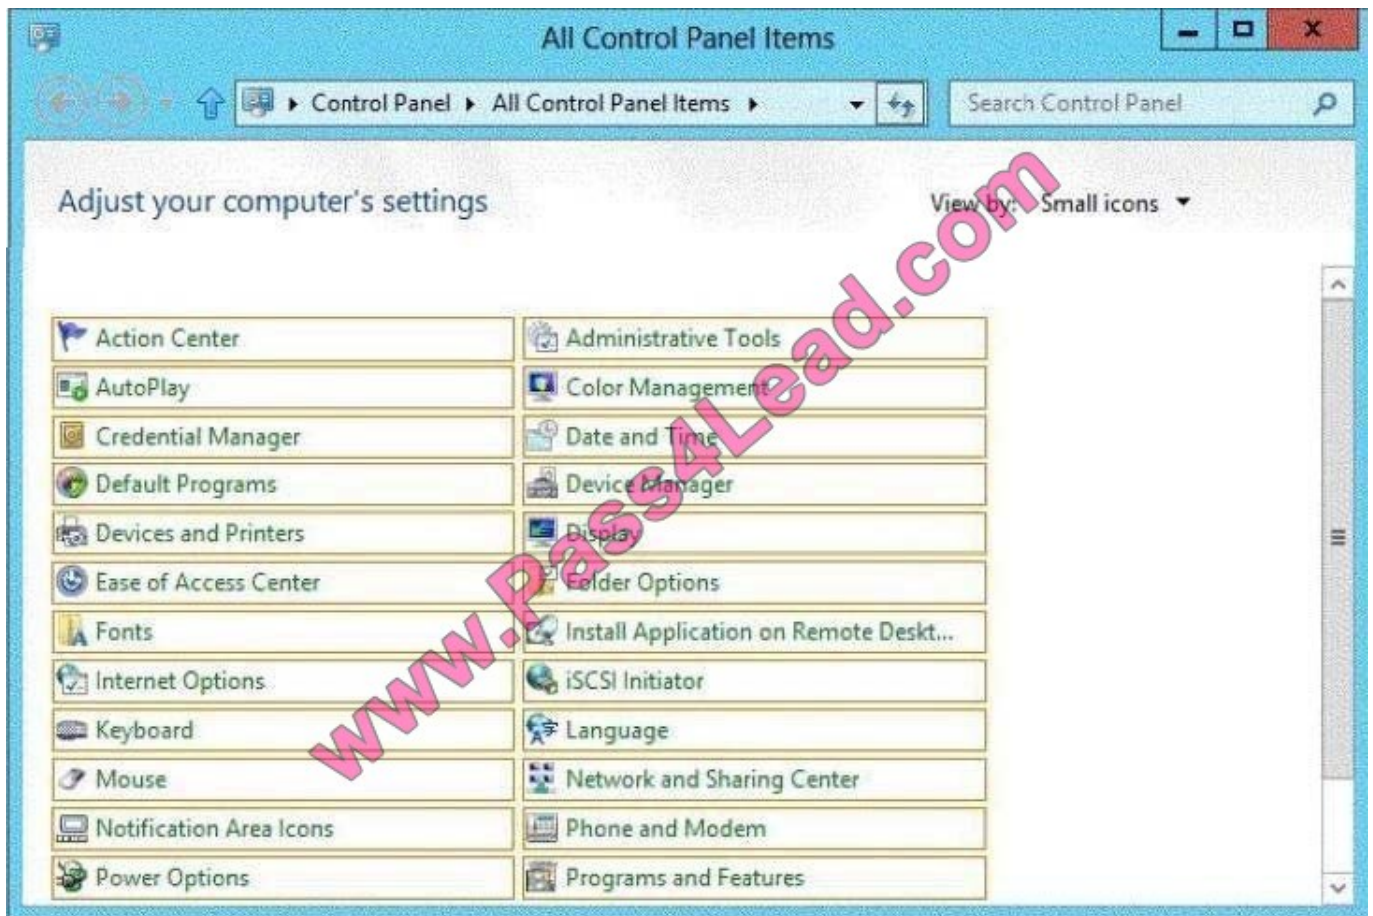 All Control Panel Items
Control Panel All Control Panel Items
Search Control Panel
Adjust your computer's settings
View by: Small icons
Action Center
Administrative Tools
AutoPlay
Color Management
Credential Manager
Date and Time
Default Programs
Device Manager
Devices and Printers
Display
Ease of Access Center
Folder Options
Fonts
Install Application on Remote Deskt...
Internet Options
iSCSI Initiator
Keyboard
Language
Mouse
Network and Sharing Center
Notification Area Icons
Phone and Modem
Power Options
Programs and Features
www.Pass4Lead.com